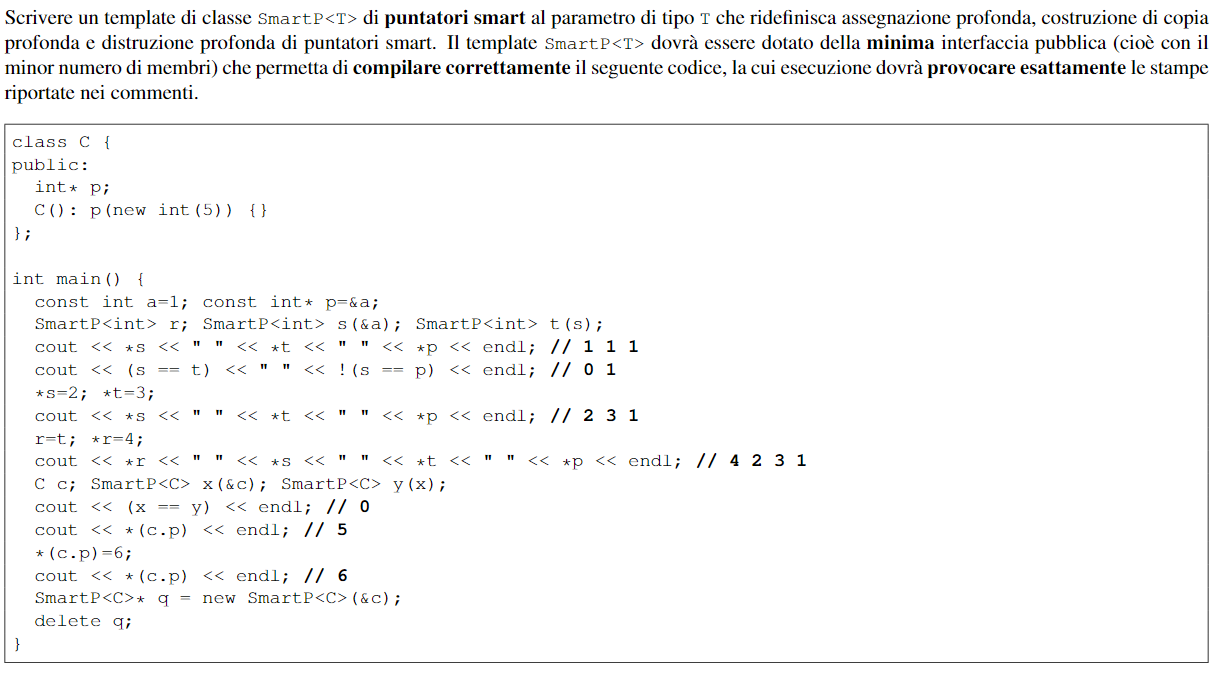 Scrivere un template di classe SmartP<T> di puntatori smart al parametro di tipo T che ridefinisca assegnazione profonda, costruzione di copia
profonda e distruzione profonda di puntatori smart. Il template SmartP<T> dovrà essere dotato della minima interfaccia pubblica (cioè con il
minor numero di membri) che permetta di compilare correttamente il seguente codice, la cui esecuzione dovrà provocare esattamente le stampe
riportate nei commenti.
class C {
public:
  int* p;
  C(): p(new int(5)) {}
};
int main() {
  const int a=1; const int* p=&a;
  SmartP<int> r; SmartP<int> s(&a); SmartP<int> t(s);
  cout << *s << " " << *t << " " << *p << endl; // 1 1 1
  cout << (s == t) << " " << !(s == p) << endl; // 0 1
  *s=2; *t=3;
  cout << *s << " " << *t << " " << *p << endl; // 2 3 1
  r=t; *r=4;
  cout << *r << " " << *s << " " << *t << " " << *p << endl; // 4 2 3 1
  C c; SmartP<C> x(&c); SmartP<C> y(x);
  cout << (x == y) << endl; // 0
  cout << *(c.p) << endl; // 5
  *(c.p)=6;
  cout << *(c.p) << endl; // 6
  SmartP<C>* q = new SmartP<C>(&c);
  delete q;
}